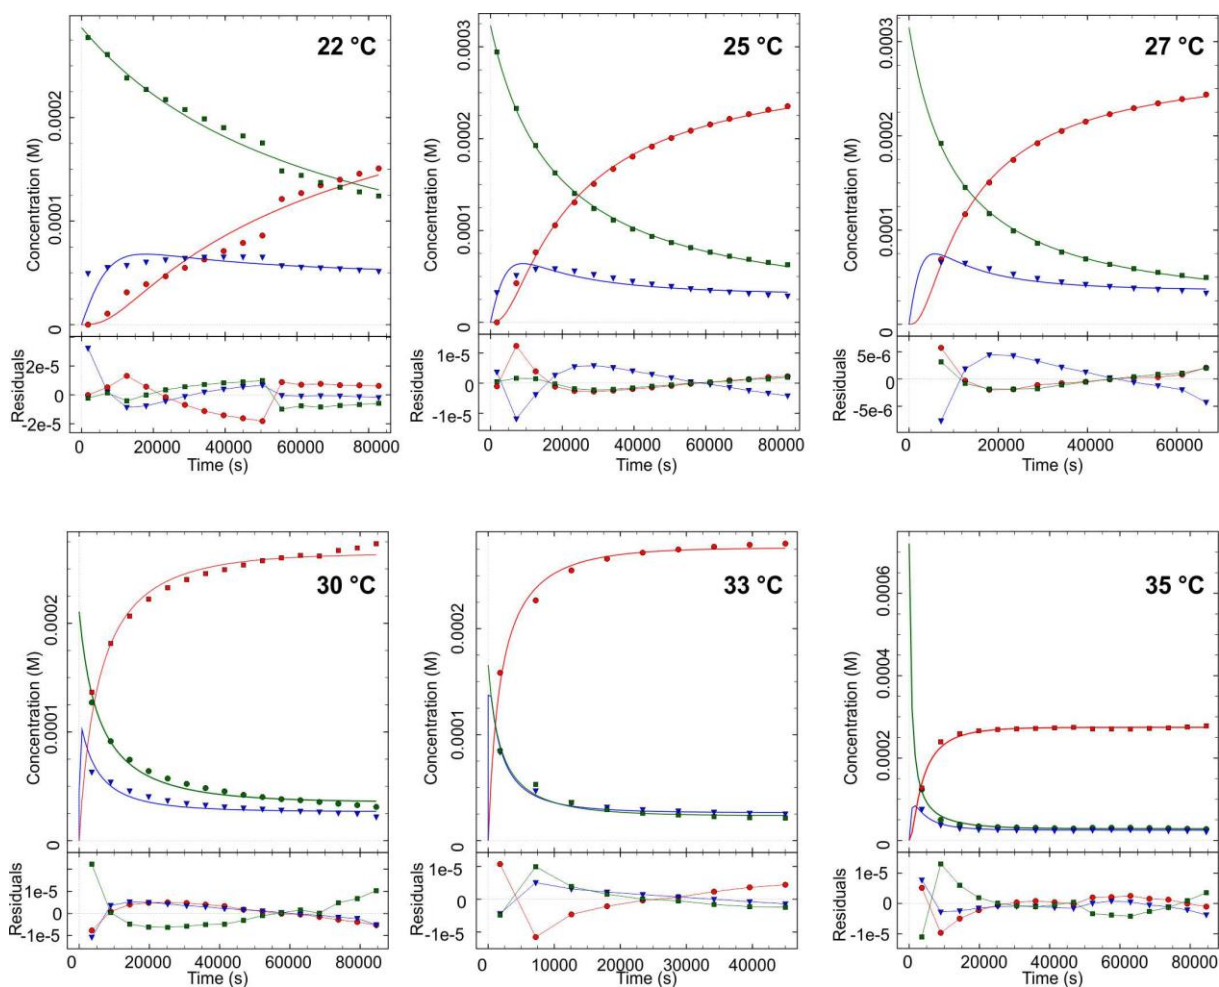 22 °C
Concentration (M)
0.0002
0.0001
0
Residuals
2e-5
0
-2e-5
0 20000 40000 60000 80000
Time (s)
25 °C
Concentration (M)
0.0003
0.0002
0.0001
0
Residuals
1e-5
0
-1e-5
0 20000 40000 60000 80000
Time (s)
27 °C
Concentration (M)
0.0003
0.0002
0.0001
0
Residuals
5e-6
0
-5e-6
0 20000 40000 60000
Time (s)
30 °C
Concentration (M)
0.0002
0.0001
0
Residuals
1e-5
0
-1e-5
0 20000 40000 60000 80000
Time (s)
33 °C
Concentration (M)
0.0002
0.0001
0
Residuals
1e-5
0
-1e-5
0 10000 20000 30000 40000
Time (s)
35 °C
Concentration (M)
0.0006
0.0004
0.0002
0
Residuals
1e-5
0
-1e-5
0 20000 40000 60000 80000
Time (s)